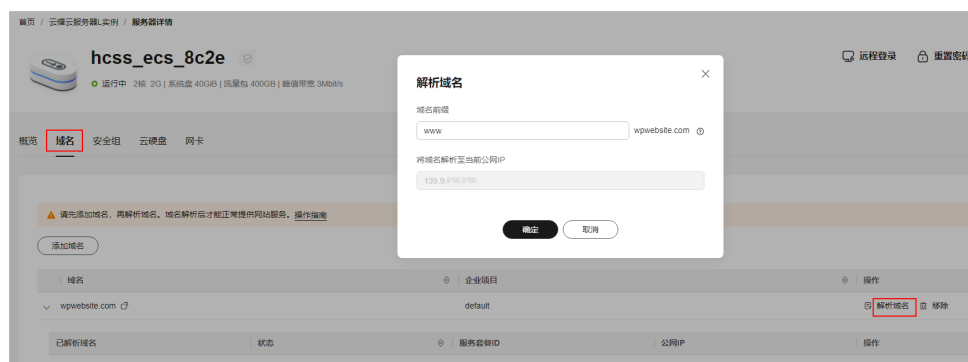 首页 / 云耀云服务器L实例 / 服务器详情
hcss_ecs_8c2e
运行中 2核 2G | 系统盘 40GiB | 流量包 400GB | 峰值带宽 3Mbit/s
远程登录 重置密码
概览 域名 安全组 云硬盘 网卡
解析域名
域名前缀
www wpwebsite.com
将域名解析至当前公网IP
139.9.
确定 取消
请先添加域名，再解析域名。域名解析后才能正常提供网站服务。操作指南
添加域名
域名 企业项目 操作
wpwebsite.com default 解析域名 移除
已解析域名 状态 服务套餐ID 公网IP 操作